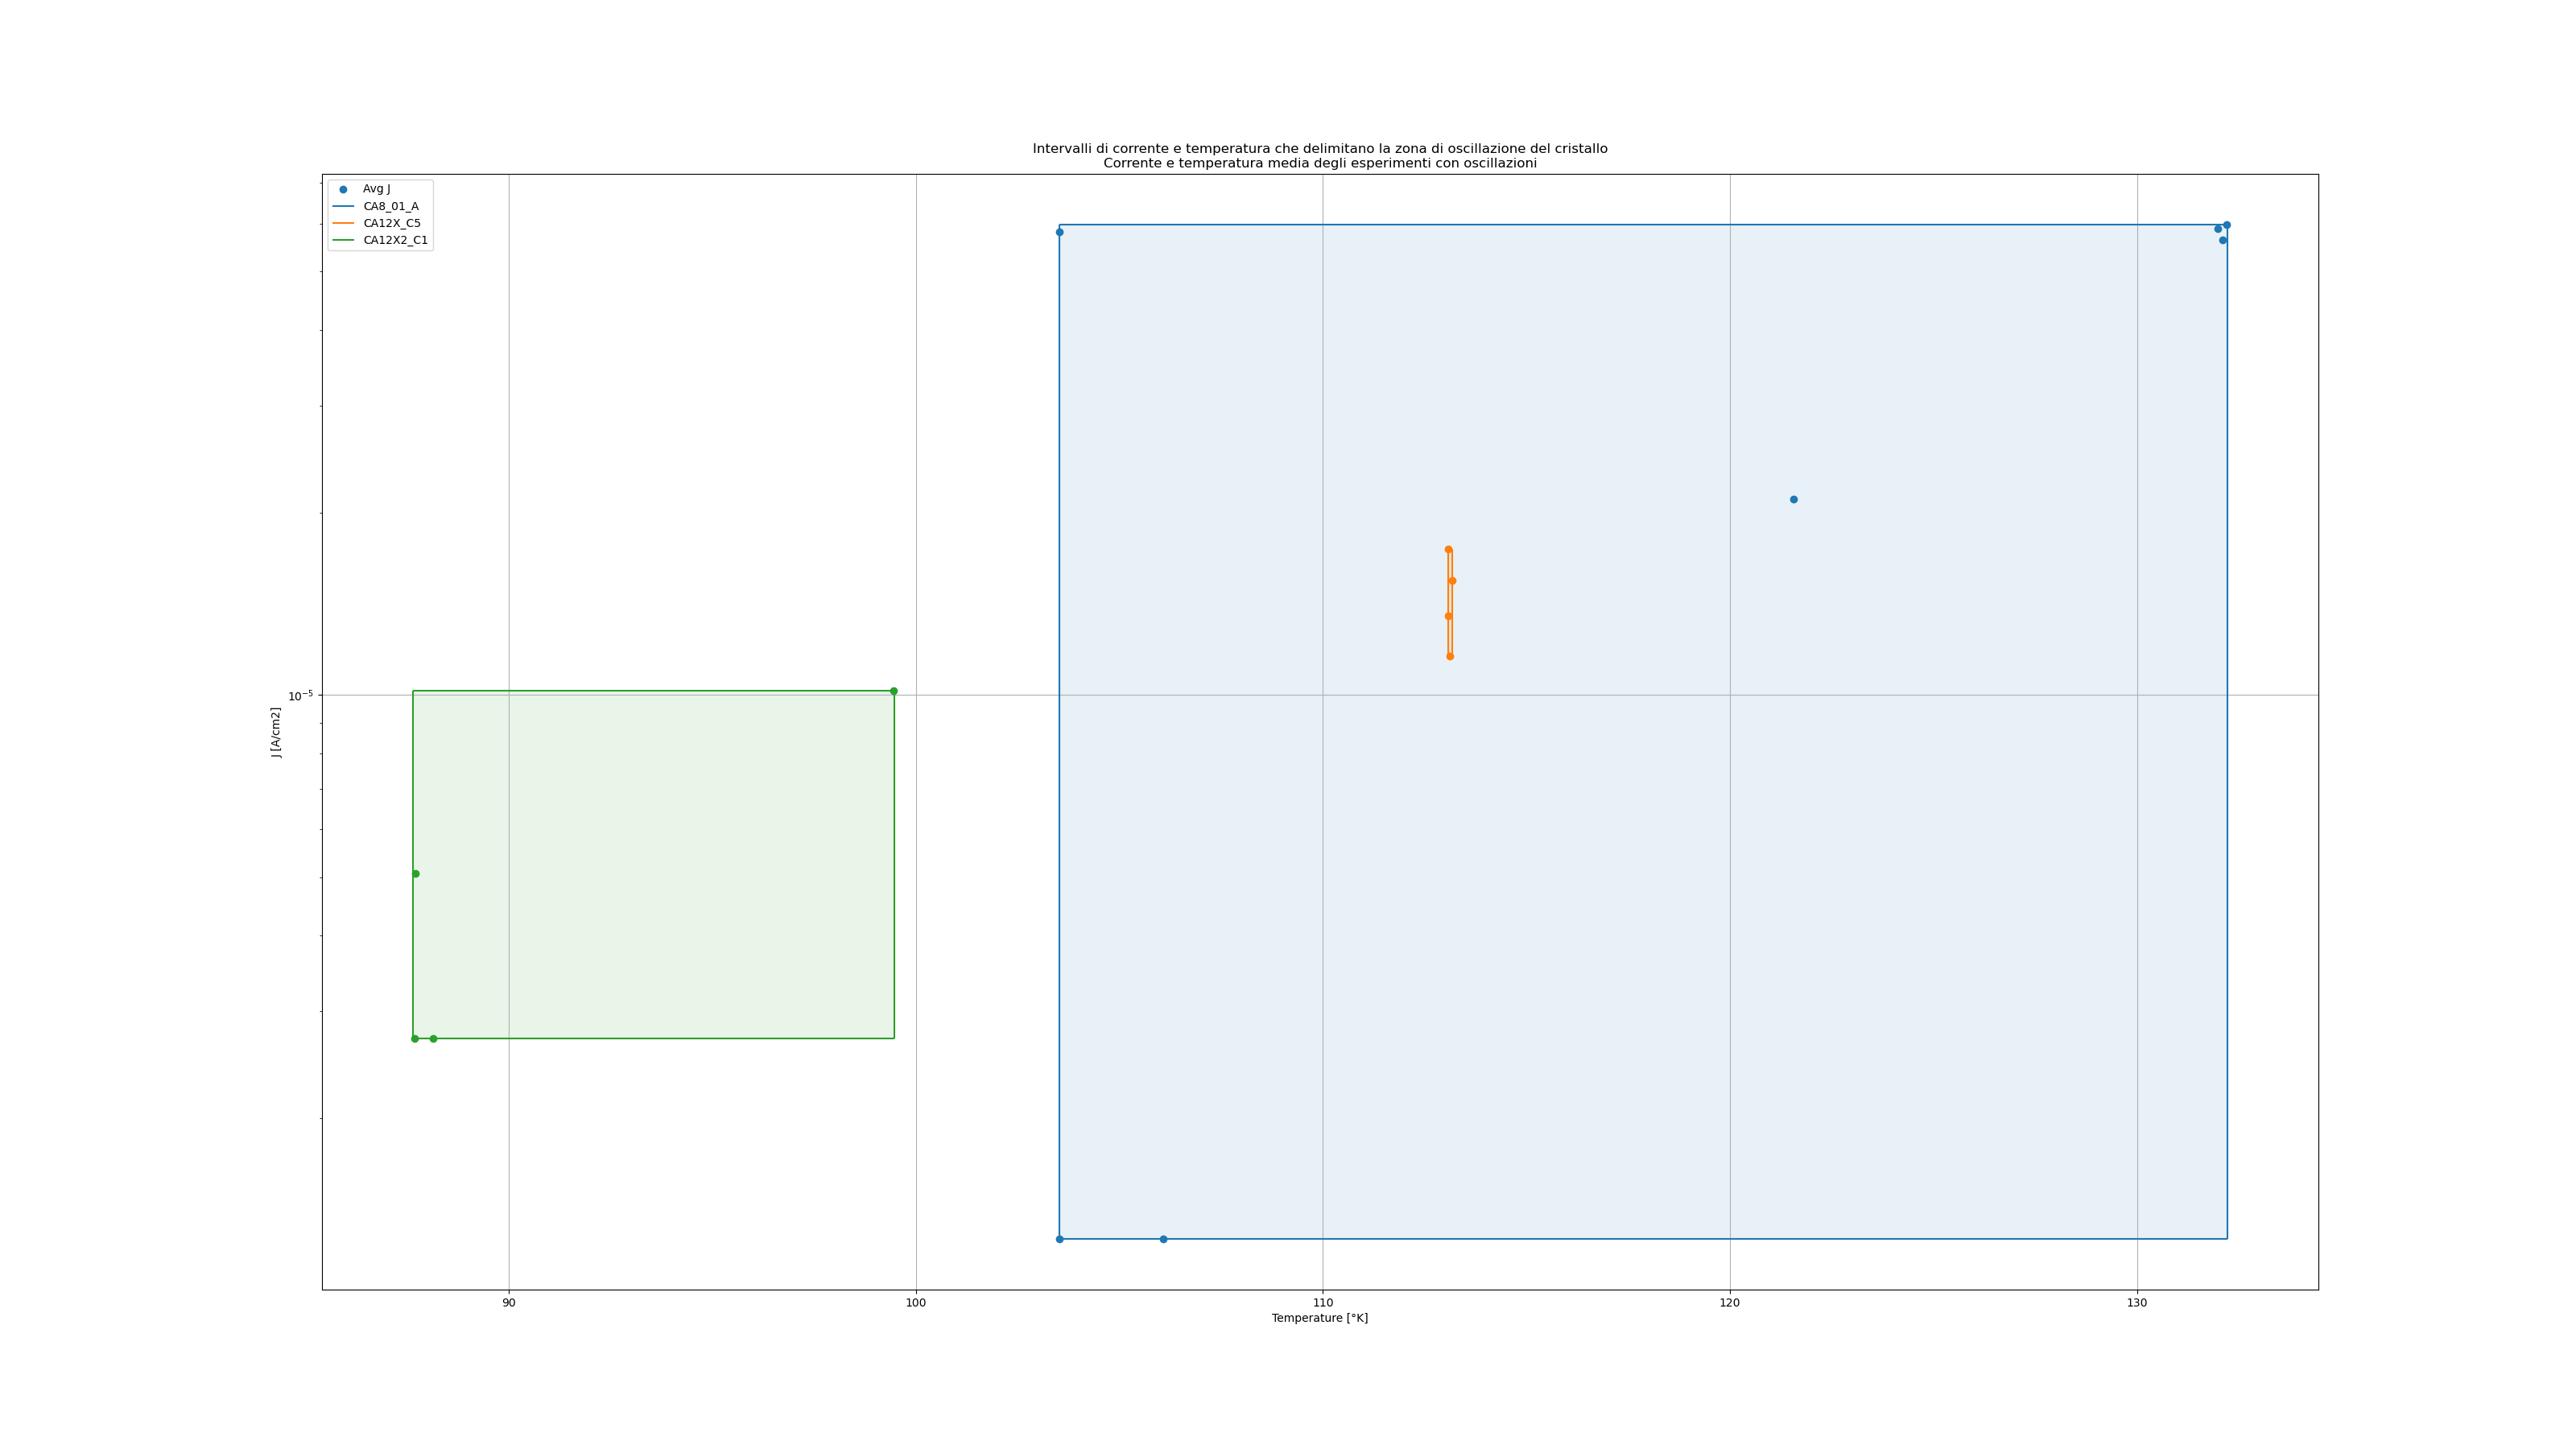 Intervalli di corrente e temperatura che delimitano la zona di oscillazione del cristallo
Corrente e temperatura media degli esperimenti con oscillazioni
Avg J
CA8_01_A
CA12X_C5
CA12X2_C1
10⁻⁵
J [A/cm2]
90
100
110
120
130
Temperature [°K]